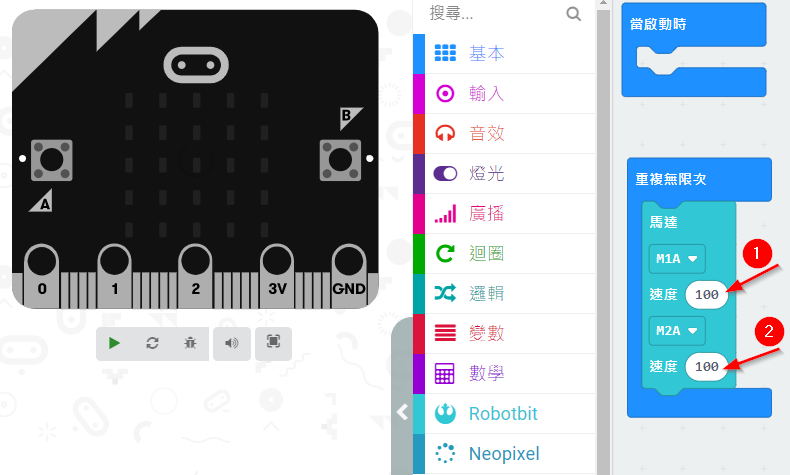 B
A
0
1
2
3V
GND
搜尋...
基本
輸入
音效
燈光
廣播
迴圈
邏輯
變數
數學
Robotbit
Neopixel
當啟動時
重複無限次
馬達
M1A
速度 100
1
M2A
速度 100
2